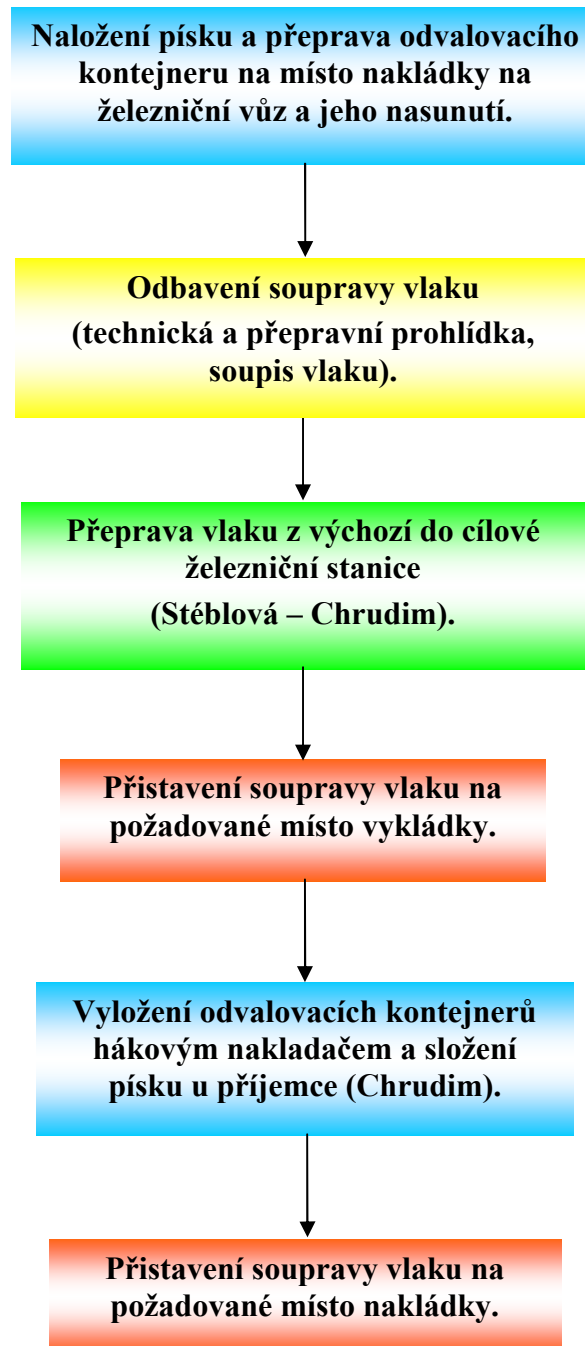 Naložení písku a přeprava odvalovacího
kontejneru na místo nakládky na
železniční vůz a jeho nasunutí.
Odbavení soupravy vlaku
(technická a přepravní prohlídka,
soupis vlaku).
Přeprava vlaku z výchozí do cílové
železniční stanice
(Stéblová – Chrudim).
Přistavení soupravy vlaku na
požadované místo vykládky.
Vyložení odvalovacích kontejnerů
hákovým nakladačem a složení
písku u příjemce (Chrudim).
Přistavení soupravy vlaku na
požadované místo nakládky.